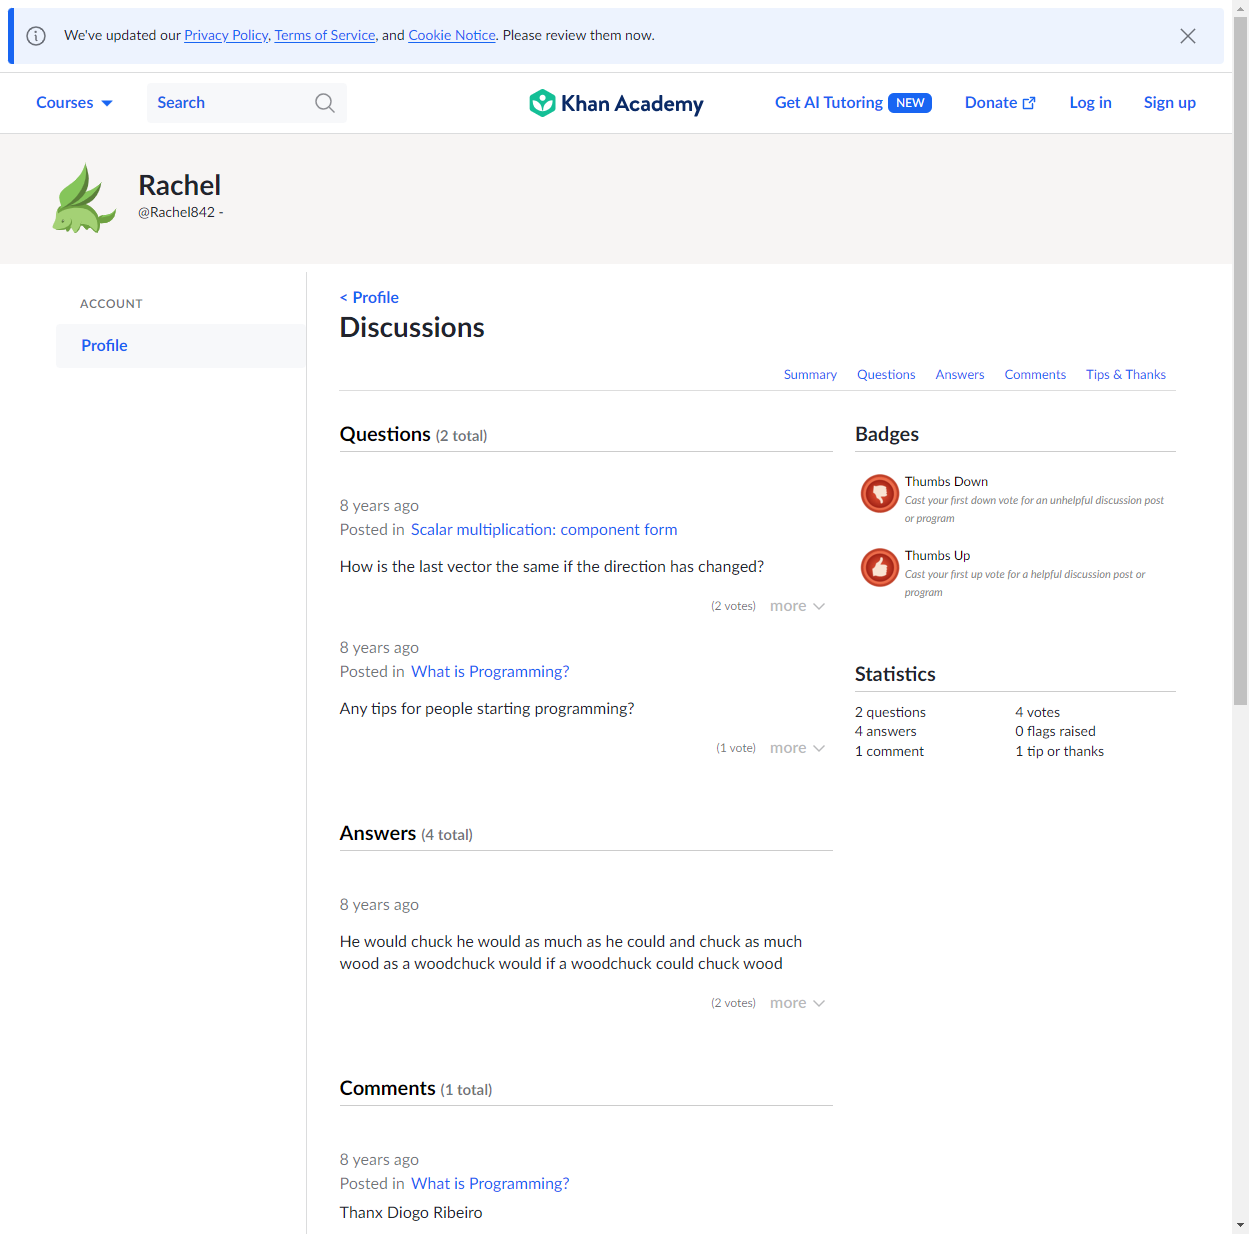 We've updated our Privacy Policy, Terms of Service, and Cookie Notice. Please review them now.
Courses
Search
Khan Academy
Get AI Tutoring NEW
Donate
Log in
Sign up
Rachel
@Rachel842 -
ACCOUNT
Profile
< Profile
Discussions
Summary
Questions
Answers
Comments
Tips & Thanks
Questions (2 total)
8 years ago
Posted in Scalar multiplication: component form
How is the last vector the same if the direction has changed?
(2 votes) more
8 years ago
Posted in What is Programming?
Any tips for people starting programming?
(1 vote) more
Answers (4 total)
8 years ago
He would chuck he would as much as he could and chuck as much
wood as a woodchuck would if a woodchuck could chuck wood
(2 votes) more
Comments (1 total)
8 years ago
Posted in What is Programming?
Thanx Diogo Ribeiro
Badges
Thumbs Down
Cast your first down vote for an unhelpful discussion post
or program
Thumbs Up
Cast your first up vote for a helpful discussion post or
program
Statistics
2 questions
4 votes
4 answers
0 flags raised
1 comment
1 tip or thanks